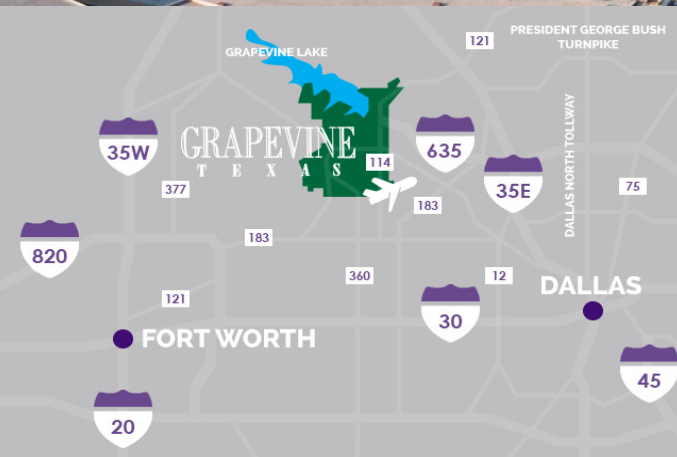 PRESIDENT GEORGE BUSH
TURNPIKE
121
GRAPEVINE LAKE
DALLAS NORTH TOLLWAY
35W
GRAPEVINE
TEXAS
635
114
35E
377
183
75
820
183
360
12
DALLAS
121
30
FORT WORTH
45
20